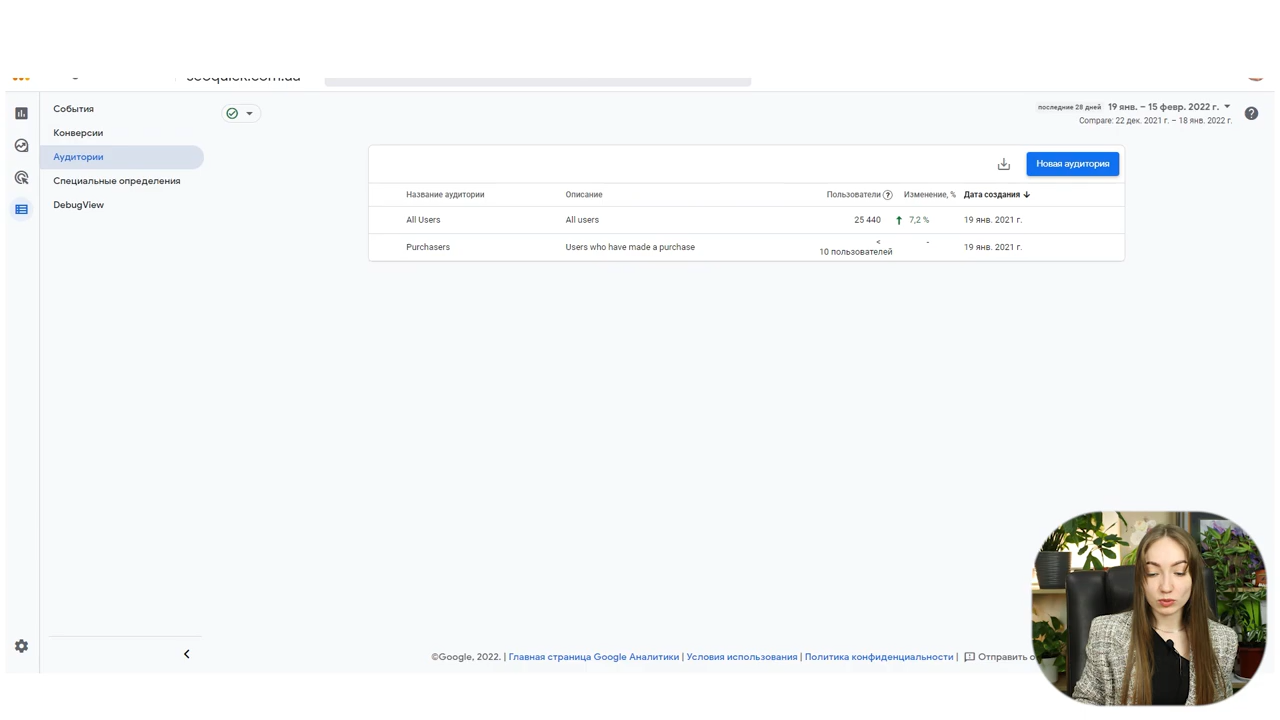 seoquick.com.ua
События
Конверсии
Аудитории
Специальные определения
DebugView
последние 28 дней 19 янв. – 15 февр. 2022 г.
Compare: 22 дек. 2021 г. – 18 янв. 2022 г.
Новая аудитория
Название аудитории Описание Пользователи ? Изменение, % Дата создания ↓
All Users All users 25 440 ↑ 7,2 % 19 янв. 2021 г.
Purchasers Users who have made a purchase < 10 пользователей - 19 янв. 2021 г.
©Google, 2022. | Главная страница Google Аналитики | Условия использования | Политика конфиденциальности | Отправить